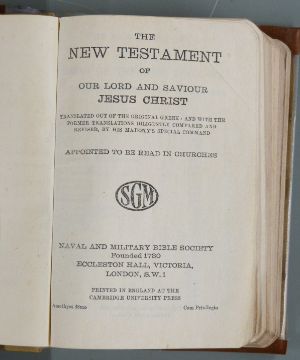 THE
NEW TESTAMENT
OF
OUR LORD AND SAVIOUR
JESUS CHRIST
TRANSLATED OUT OF THE ORIGINAL GREEK: AND WITH THE
FORMER TRANSLATIONS DILIGENTLY COMPARED AND
REVISED, BY HIS MAJESTY'S SPECIAL COMMAND
APPOINTED TO BE READ IN CHURCHES
SGM
NAVAL AND MILITARY BIBLE SOCIETY
Founded 1780
ECCLESTON HALL, VICTORIA,
LONDON, S.W.1
PRINTED IN ENGLAND AT THE
CAMBRIDGE UNIVERSITY PRESS
Cum Privilegio